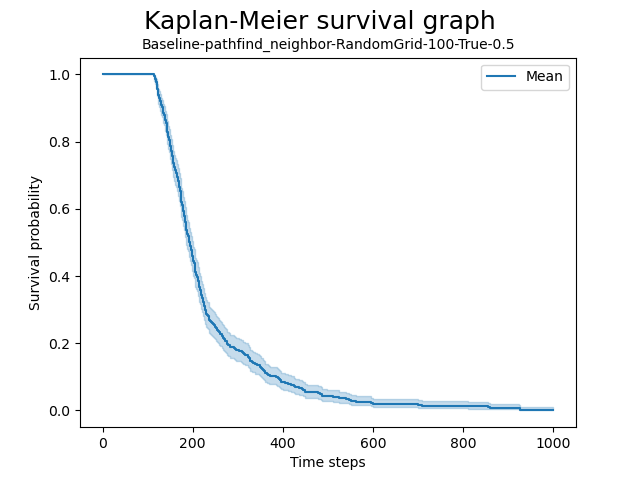 Kaplan-Meier survival graph
Baseline-pathfind_neighbor-RandomGrid-100-True-0.5
Mean
1.0
0.8
0.6
0.4
0.2
0.0
Survival probability
0 200 400 600 800 1000
Time steps